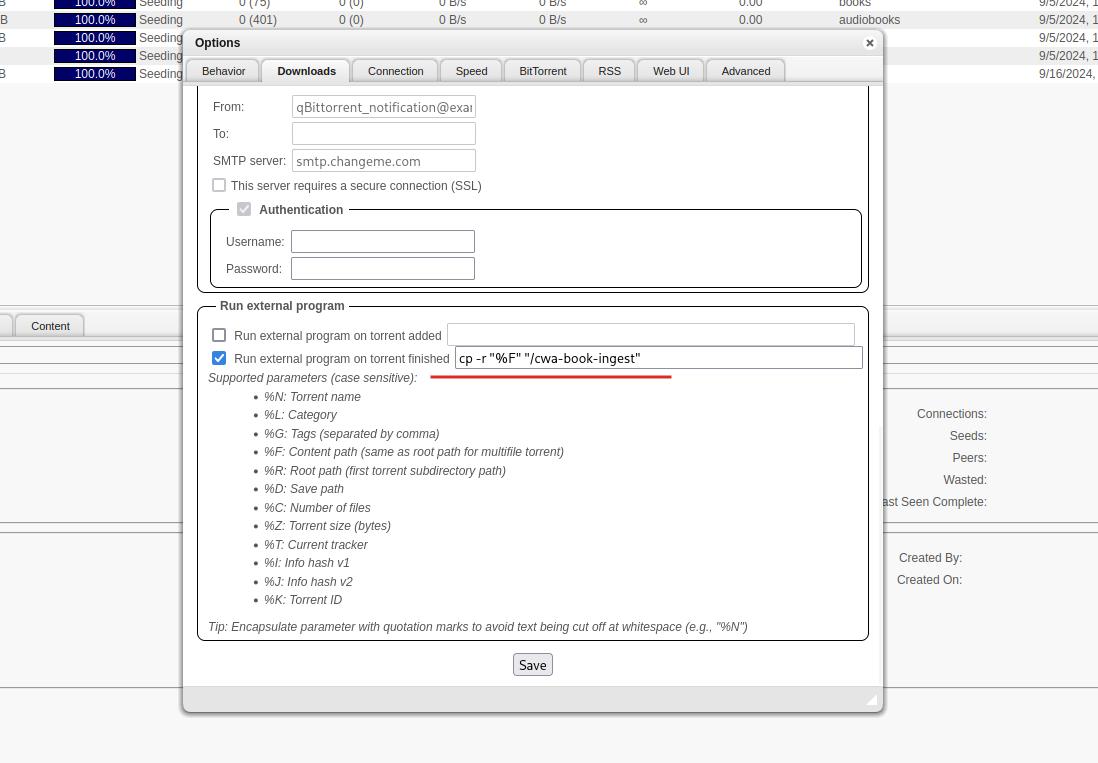 100.0% Seeding 0 (75) 0 (0) 0 B/s 0 B/s ∞ 0.00 books 9/5/2024, 1
B 100.0% Seeding 0 (401) 0 (0) 0 B/s 0 B/s ∞ 0.00 audiobooks 9/5/2024, 1
B 100.0% Seeding 9/5/2024, 1
100.0% Seeding 9/5/2024, 1
B 100.0% Seeding 9/16/2024,
Options
Behavior Downloads Connection Speed BitTorrent RSS Web UI Advanced
From: qBittorrent_notification@exar
To:
SMTP server: smtp.changeme.com
This server requires a secure connection (SSL)
Authentication
Username:
Password:
Run external program
Content
Run external program on torrent added
Run external program on torrent finished cp -r "%F" "/cwa-book-ingest"
Supported parameters (case sensitive):
• %N: Torrent name
• %L: Category
• %G: Tags (separated by comma)
• %F: Content path (same as root path for multifile torrent)
• %R: Root path (first torrent subdirectory path)
• %D: Save path
• %C: Number of files
• %Z: Torrent size (bytes)
• %T: Current tracker
• %I: Info hash v1
• %J: Info hash v2
• %K: Torrent ID
Tip: Encapsulate parameter with quotation marks to avoid text being cut off at whitespace (e.g., "%N")
Save
Connections:
Seeds:
Peers:
Wasted:
ast Seen Complete:
Created By:
Created On: